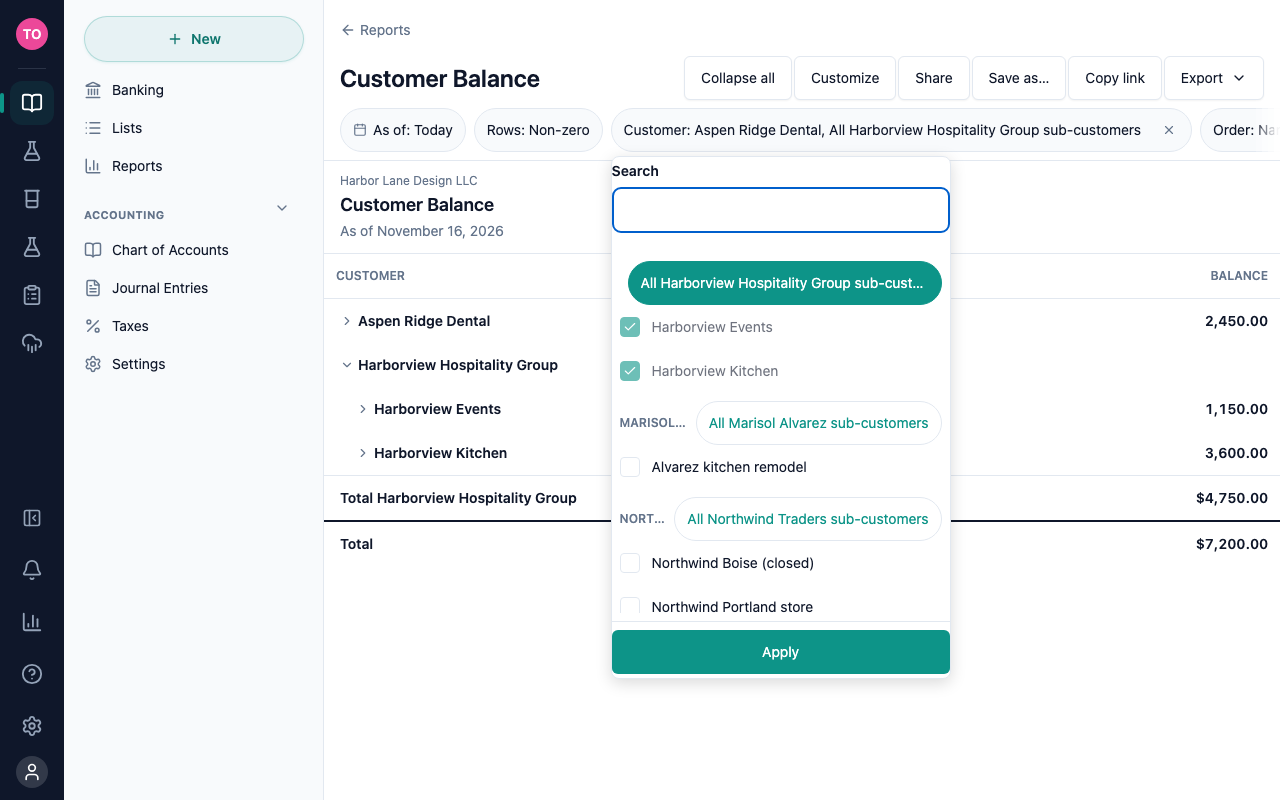 TO
+ New
Banking
Lists
Reports
ACCOUNTING
Chart of Accounts
Journal Entries
Taxes
Settings
Reports
Customer Balance
Collapse all
Customize
Share
Save as...
Copy link
Export
As of: Today
Rows: Non-zero
Customer: Aspen Ridge Dental, All Harborview Hospitality Group sub-customers
Order: Nam
Harbor Lane Design LLC
Customer Balance
As of November 16, 2026
CUSTOMER
BALANCE
Aspen Ridge Dental
2,450.00
Harborview Hospitality Group
Harborview Events
1,150.00
Harborview Kitchen
3,600.00
Total Harborview Hospitality Group
$4,750.00
Total
$7,200.00
Search
All Harborview Hospitality Group sub-cust...
Harborview Events
Harborview Kitchen
MARISOL...
All Marisol Alvarez sub-customers
Alvarez kitchen remodel
NORT...
All Northwind Traders sub-customers
Northwind Boise (closed)
Northwind Portland store
Apply